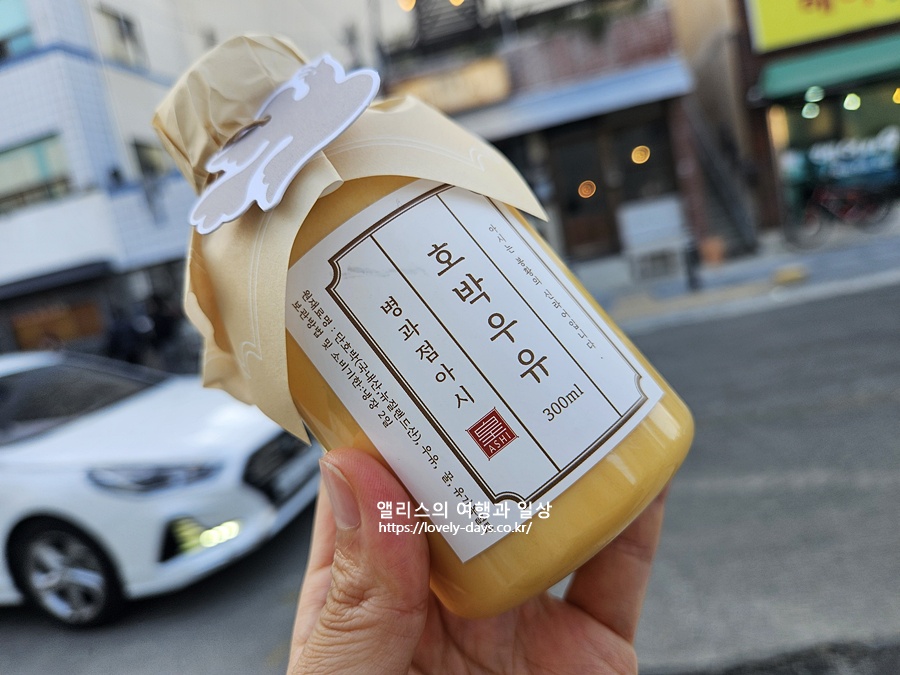 호박우유
300ml
병과점아시
ASHI
원재료명 : 단호박(국내산,뉴질랜드산), 우유, 꿀, 유기
보관방법 및 소비기한:냉장 2일
앨리스의 여행과 일상
https://lovely-days.co.kr/